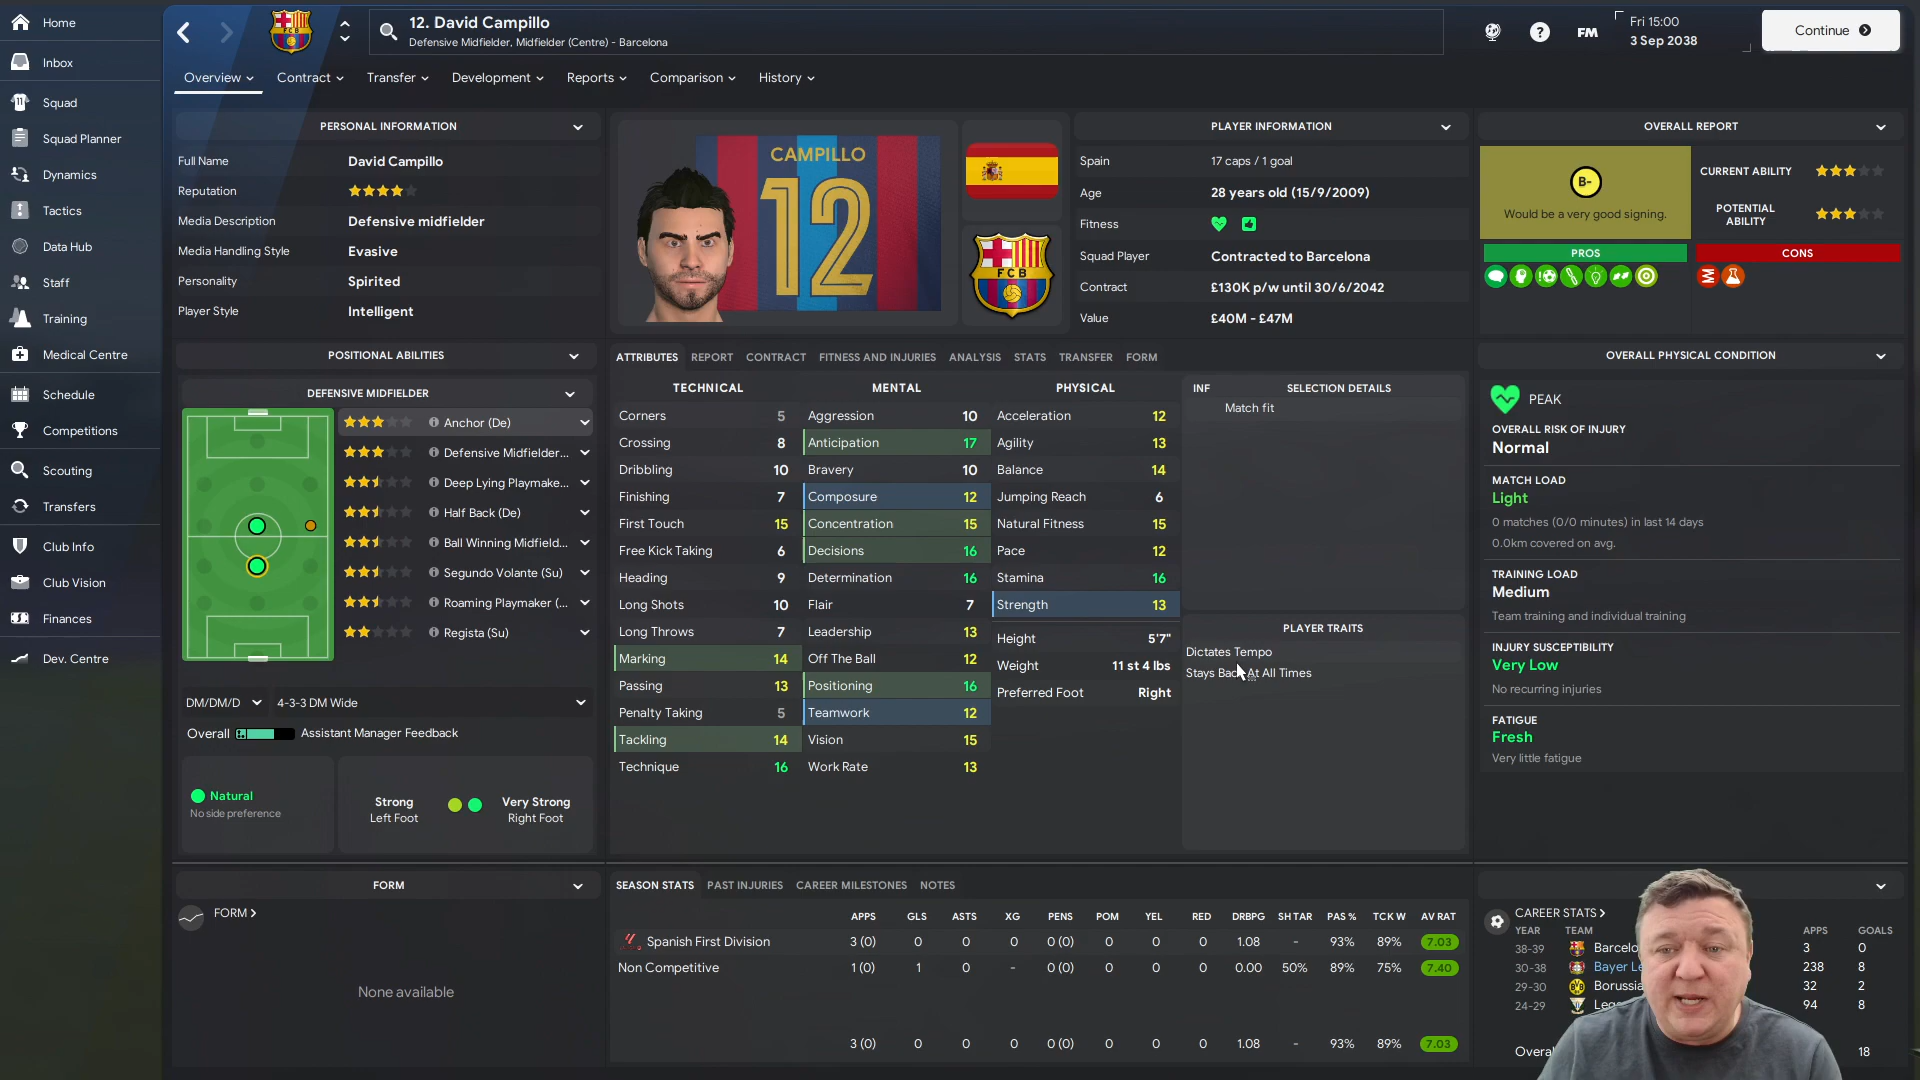 Home
Inbox
Squad
Squad Planner
Dynamics
Tactics
Data Hub
Staff
Training
Medical Centre
Schedule
Competitions
Scouting
Transfers
Club Info
Club Vision
Finances
Dev. Centre
12. David Campillo
Defensive Midfielder, Midfielder (Centre) - Barcelona
FM
Fri 15:00
3 Sep 2038
Continue
Overview
Contract
Transfer
Development
Reports
Comparison
History
PERSONAL INFORMATION
Full Name David Campillo
Reputation
Media Description Defensive midfielder
Media Handling Style Evasive
Personality Spirited
Player Style Intelligent
CAMPILLO
12
FCB
PLAYER INFORMATION
Spain 17 caps / 1 goal
Age 28 years old (15/9/2009)
Fitness
Squad Player Contracted to Barcelona
Contract £130K p/w until 30/6/2042
Value £40M - £47M
OVERALL REPORT
B-
Would be a very good signing.
CURRENT ABILITY
POTENTIAL ABILITY
PROS
CONS
POSITIONAL ABILITIES
DEFENSIVE MIDFIELDER
Anchor (De)
Defensive Midfielder...
Deep Lying Playmake...
Half Back (De)
Ball Winning Midfield...
Segundo Volante (Su)
Roaming Playmaker (...
Regista (Su)
DM/DM/D
4-3-3 DM Wide
Overall
Assistant Manager Feedback
Natural
No side preference
Strong
Left Foot
Very Strong
Right Foot
ATTRIBUTES REPORT CONTRACT FITNESS AND INJURIES ANALYSIS STATS TRANSFER FORM
TECHNICAL
Corners 5
Crossing 8
Dribbling 10
Finishing 7
First Touch 15
Free Kick Taking 6
Heading 9
Long Shots 10
Long Throws 7
Marking 14
Passing 13
Penalty Taking 5
Tackling 14
Technique 16
MENTAL
Aggression 10
Anticipation 17
Bravery 10
Composure 12
Concentration 15
Decisions 16
Determination 16
Flair 7
Leadership 13
Off The Ball 12
Positioning 16
Teamwork 12
Vision 15
Work Rate 13
PHYSICAL
Acceleration 12
Agility 13
Balance 14
Jumping Reach 6
Natural Fitness 15
Pace 12
Stamina 16
Strength 13
Height 5'7"
Weight 11 st 4 lbs
Preferred Foot Right
INF SELECTION DETAILS
Match fit
PLAYER TRAITS
Dictates Tempo
Stays Back At All Times
OVERALL PHYSICAL CONDITION
PEAK
OVERALL RISK OF INJURY
Normal
MATCH LOAD
Light
0 matches (0/0 minutes) in last 14 days
0.0km covered on avg.
TRAINING LOAD
Medium
Team training and individual training
INJURY SUSCEPTIBILITY
Very Low
No recurring injuries
FATIGUE
Fresh
Very little fatigue
FORM
FORM
None available
SEASON STATS PAST INJURIES CAREER MILESTONES NOTES
APPS GLS ASTS XG PENS POM YEL RED DRBPG SH TAR PAS % TCK W AV RAT
Spanish First Division 3 (0) 0 0 0 0 (0) 0 0 0 1.08 - 93% 89% 7.03
Non Competitive 1 (0) 1 0 - 0 (0) 0 0 0 0.00 50% 89% 75% 7.40
3 (0) 0 0 0 0 (0) 0 0 0 1.08 - 93% 89% 7.03
CAREER STATS
YEAR TEAM APPS GOALS
38-39 Barcelo 3 0
30-38 Bayer Le 238 8
29-30 Borussia 32 2
24-29 Leg 94 8
Overa 18